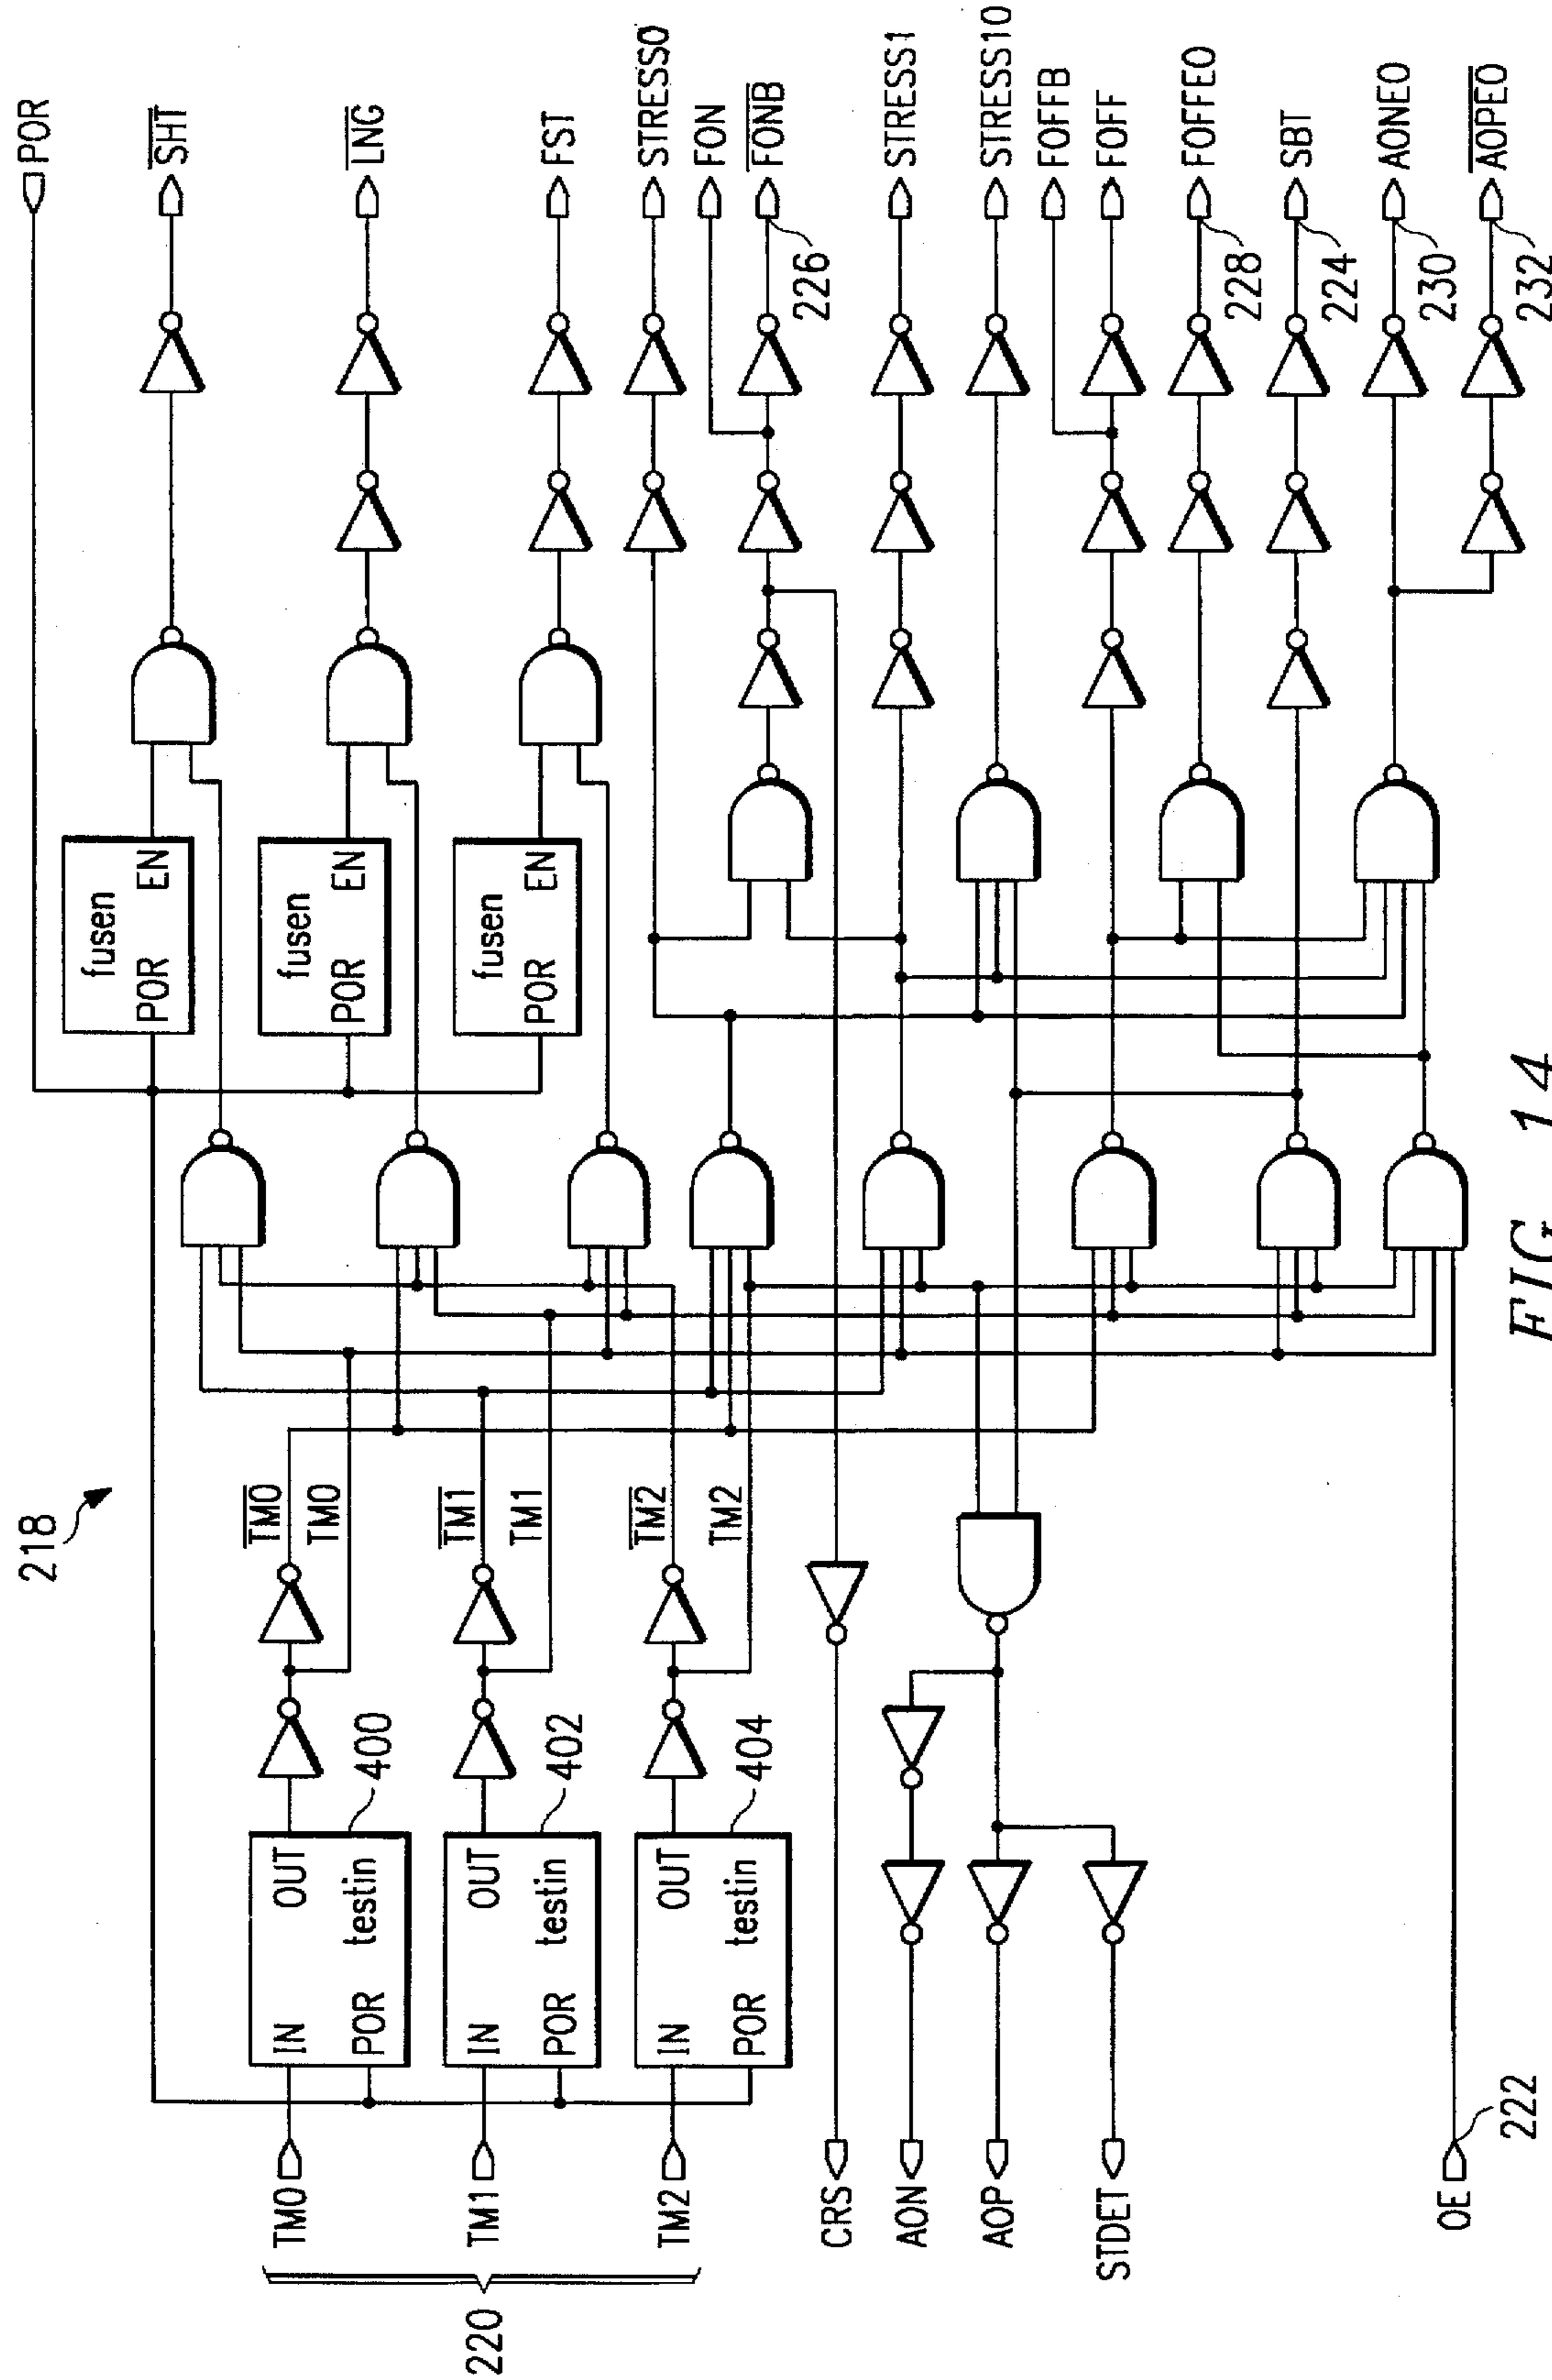 218
POR
SHT
LNG
FST
STRESS0
FON
FONB
226
STRESS1
STRESS10
FOFFB
FOFF
FOFFEO
228
SBT
224
AONEO
230
AOPEO
232
fusen
POR EN
fusen
POR EN
fusen
POR EN
TM0
TM0
TM1
TM1
TM2
TM2
IN OUT
POR testin
400
IN OUT
POR testin
402
IN OUT
POR testin
404
TM0
TM1
TM2
220
CRS
AON
AOP
STDET
OE
222
FIG. 14